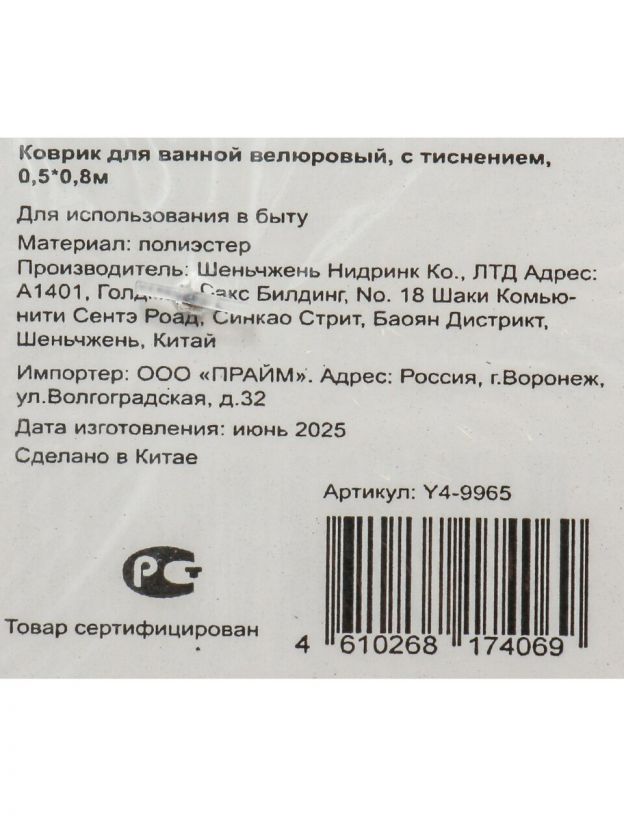 Коврик для ванной велюровый, с тиснением,
0,5*0,8м
Для использования в быту
Материал: полиэстер
Производитель: Шеньчжень Нидринк Ко., ЛТД Адрес:
А1401, Билдинг, No. 18 Шаки Комью-
нити Сентэ Роад, Синкао Стрит, Баоян Дистрикт,
Шеньчжень, Китай
Импортер: ООО «ПРАЙМ». Адрес: Россия, г.Воронеж,
ул.Волгоградская, д.32
Дата изготовления: июнь 2025
Сделано в Китае
Артикул: Y4-9965
РСТ
Товар сертифицирован
4 610268 174069